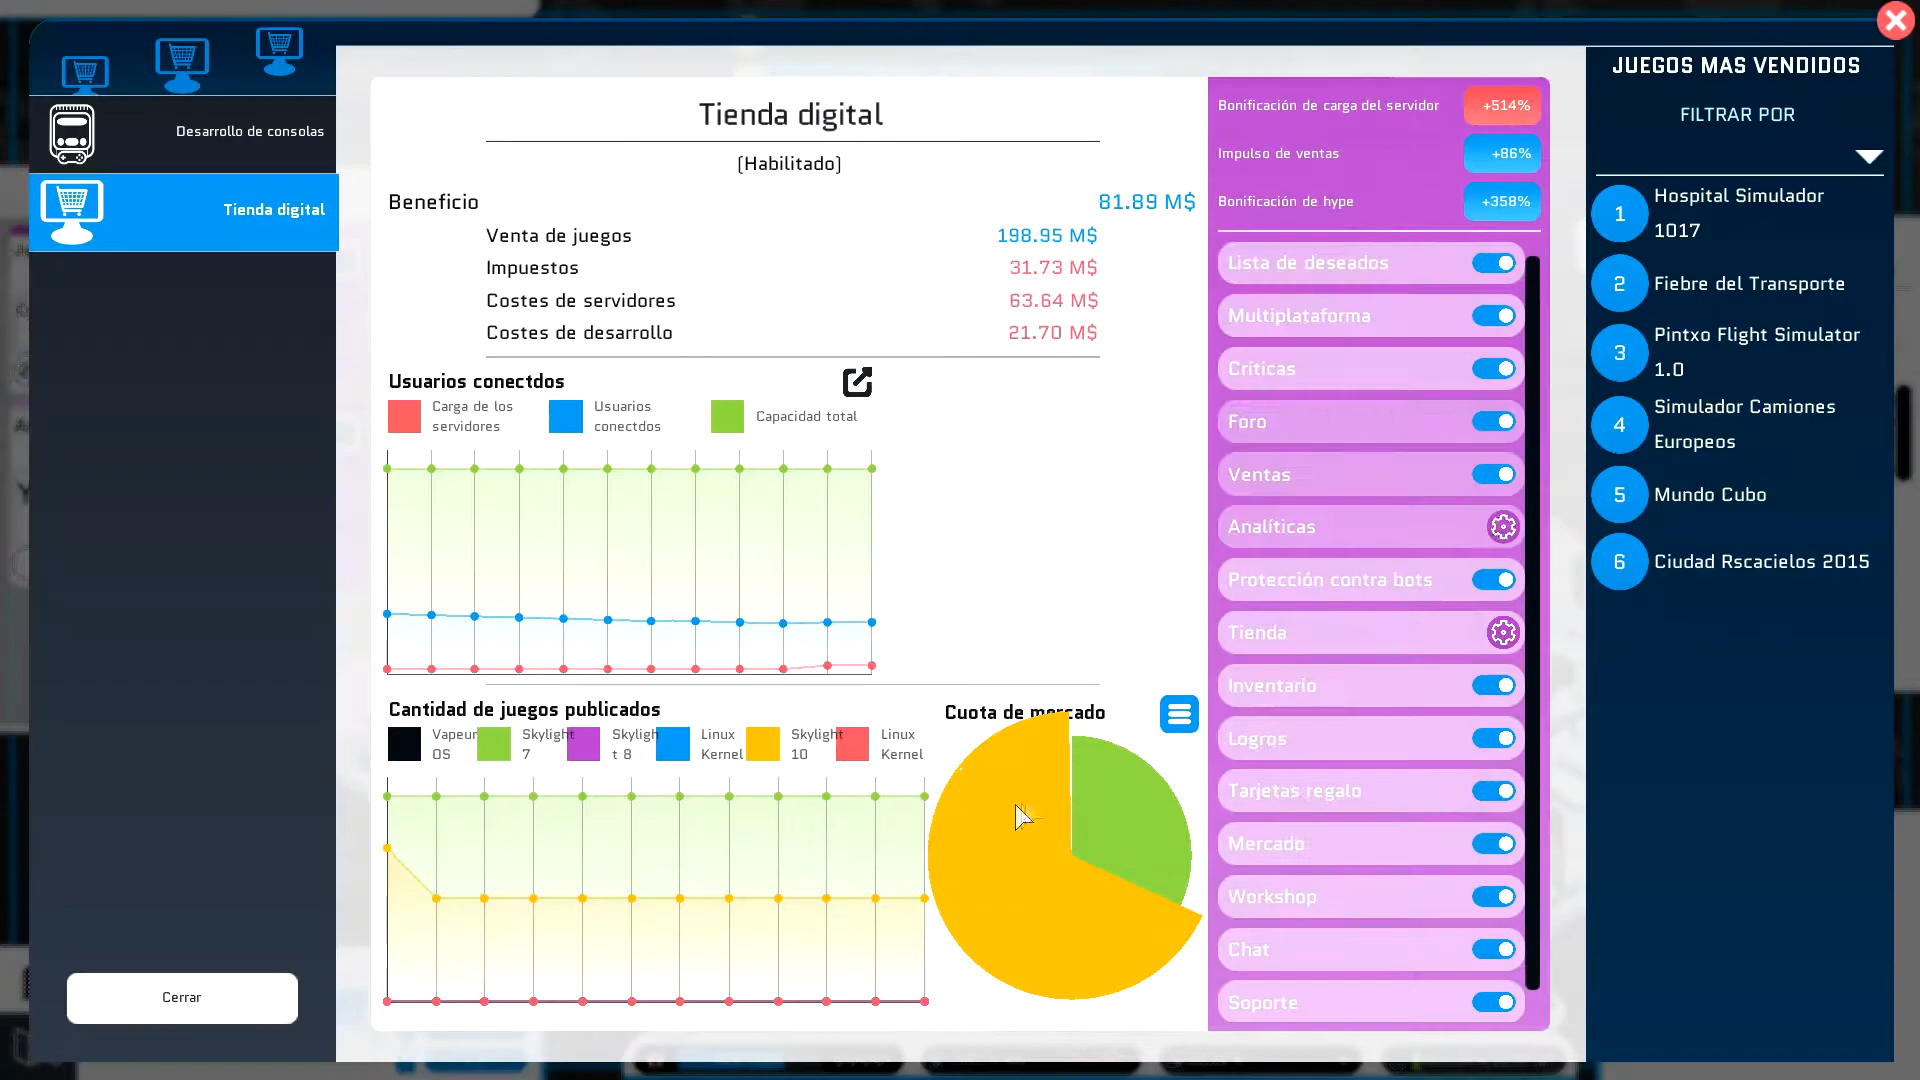 Desarrollo de consolas
Tienda digital
Cerrar
Tienda digital
(Habilitado)
Beneficio
81.89 M$
Venta de juegos
198.95 M$
Impuestos
31.73 M$
Costes de servidores
63.64 M$
Costes de desarrollo
21.70 M$
Usuarios conectdos
Carga de los
servidores
Usuarios
conectdos
Capacidad total
Cantidad de juegos publicados
Vapeur
OS
Skylight
7
Skyligh
t 8
Linux
Kernel
Skylight
10
Linux
Kernel
Cuota de mercado
Bonificación de carga del servidor
+514%
Impulso de ventas
+86%
Bonificación de hype
+358%
Lista de deseados
Multiplataforma
Críticas
Foro
Ventas
Analíticas
Protección contra bots
Tienda
Inventario
Logros
Tarjetas regalo
Mercado
Workshop
Chat
Soporte
JUEGOS MAS VENDIDOS
FILTRAR POR
1
Hospital Simulador
1017
2
Fiebre del Transporte
3
Pintxo Flight Simulator
1.0
4
Simulador Camiones
Europeos
5
Mundo Cubo
6
Ciudad Rscacielos 2015